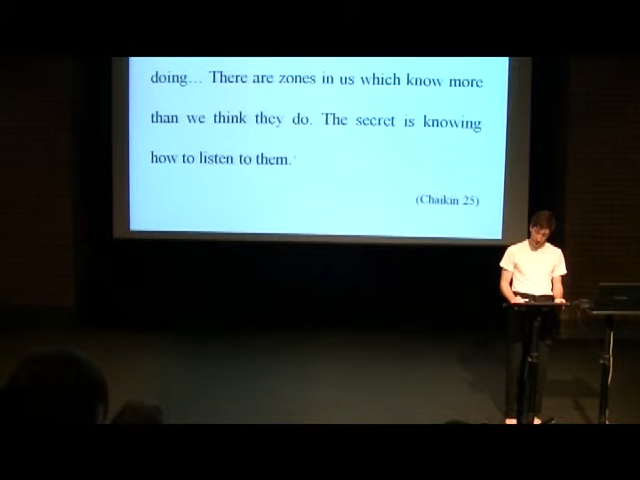 doing... There are zones in us which know more
than we think they do. The secret is knowing
how to listen to them.'
(Chaikin 25)